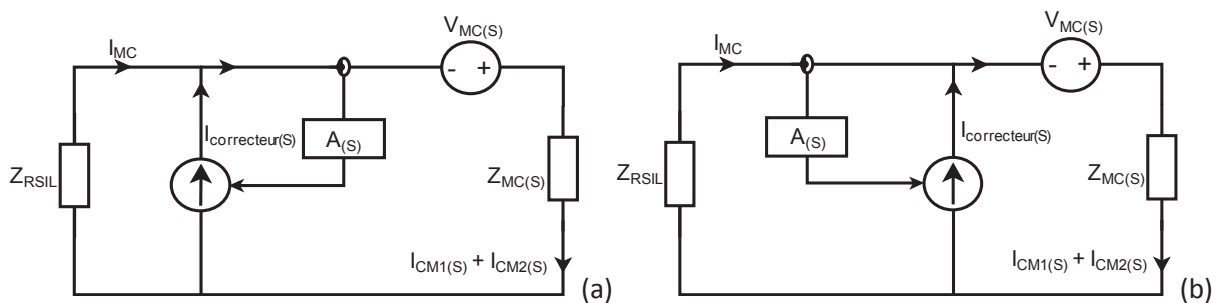 V_MC(S)
I_MC
I_correcteur(S)
A_(S)
Z_RSIL
Z_MC(S)
I_CM1(S) + I_CM2(S)
(a)
V_MC(S)
I_MC
A_(S)
I_correcteur(S)
Z_RSIL
Z_MC(S)
I_CM1(S) + I_CM2(S)
(b)